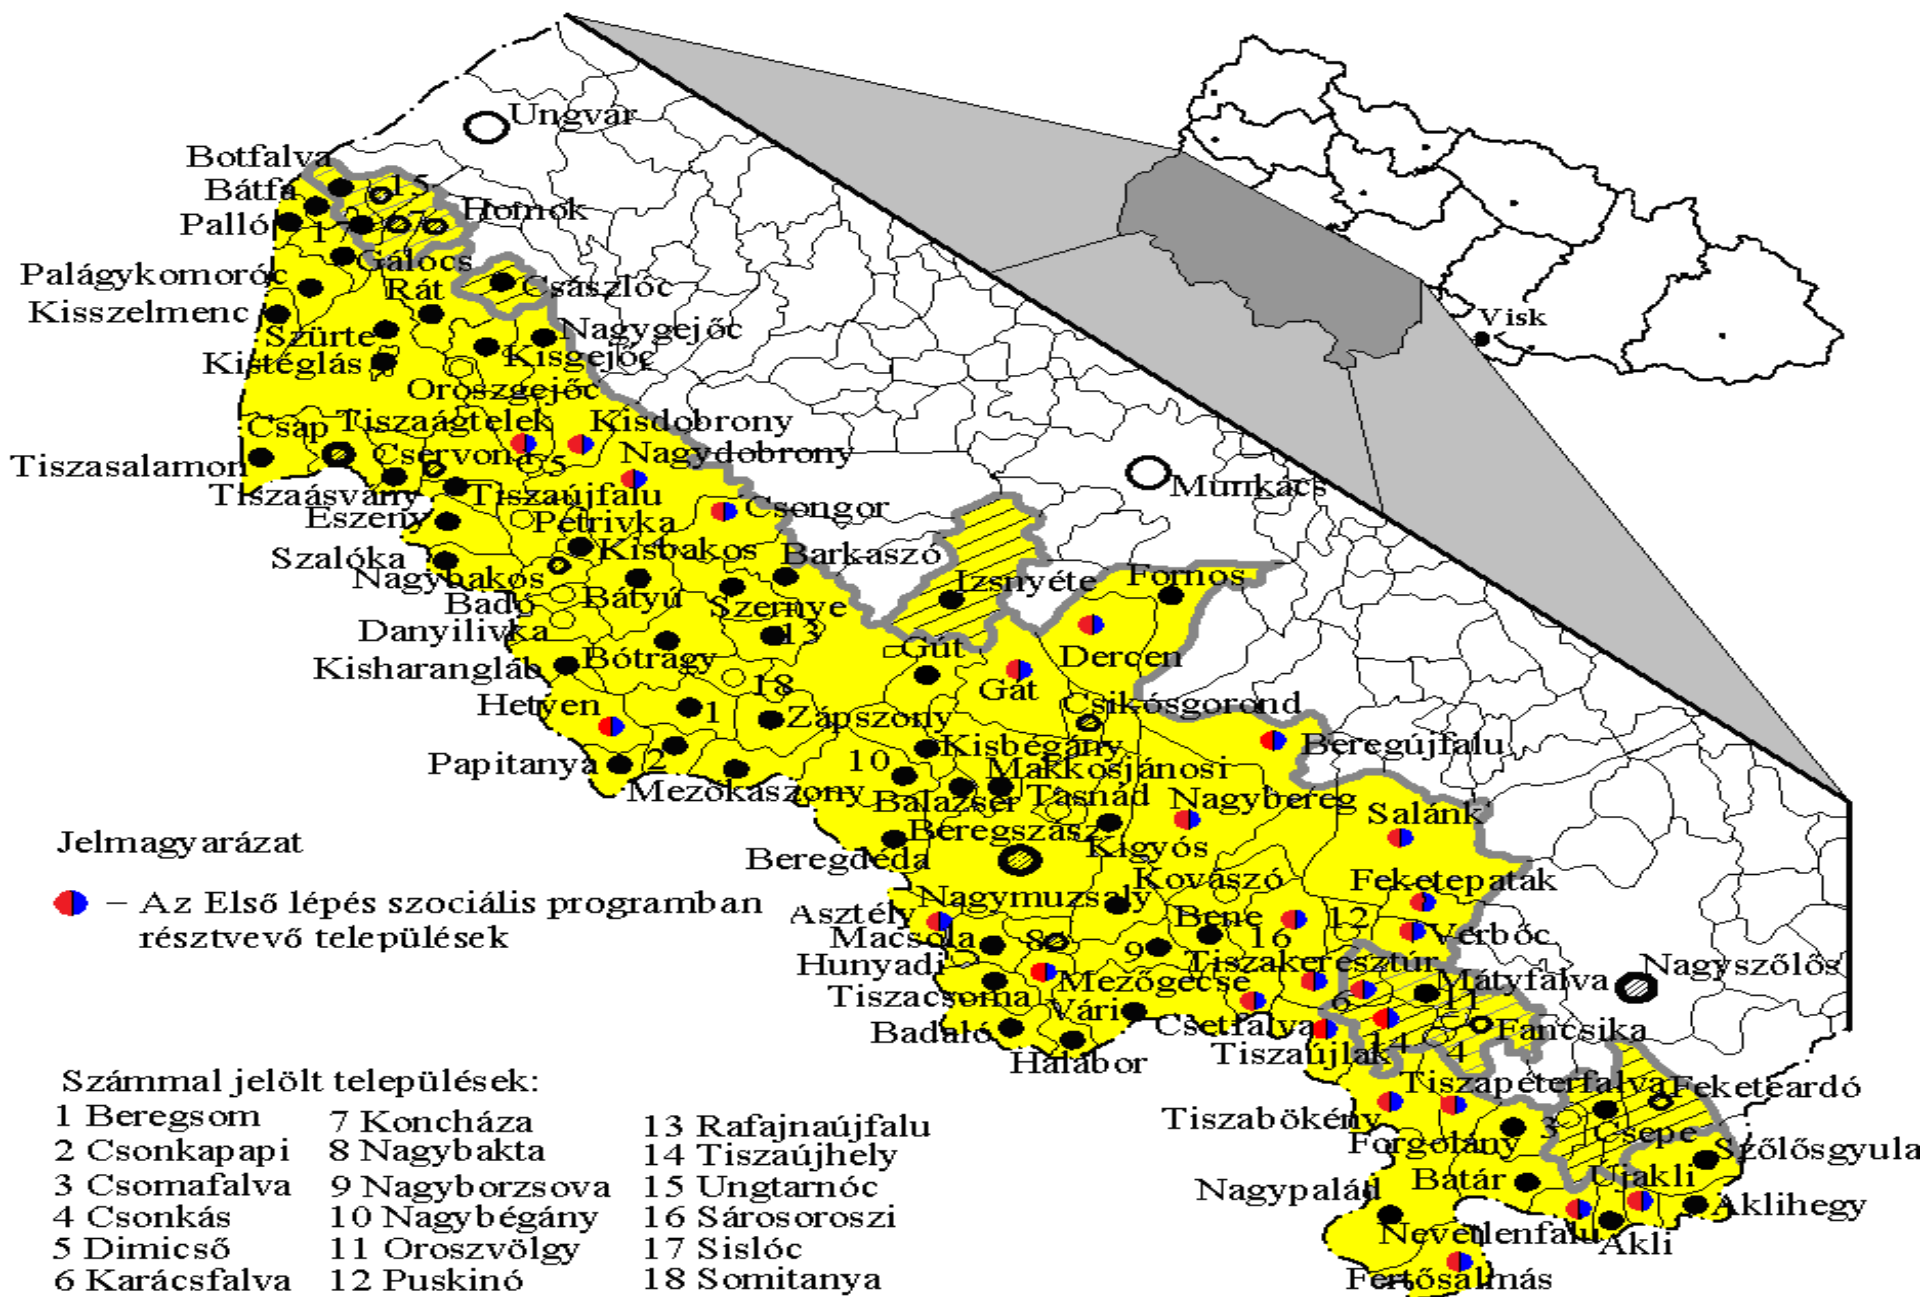 Ungvár
Botfalva
15
Bátfa
Palló
17
6
7
Homok
Gálocs
Palágykomoróc
Rát
Császlóc
Kisszelmenc
Visk
Szürte
Nagygejőc
Kistéglás
Kisgejőc
Oroszgejőc
Csap
Tiszaágtelek
Kisdobrony
Tiszasalamon
Cservona
5
Nagydobrony
Munkács
Tiszaásvány
Tiszaújfalu
Eszeny
Petrivka
Csongor
Szalóka
Kisbakos
Barkaszó
Nagybakos
Izsnyéte
Fornos
Badó
Bátyú
Szernye
Danyilivka
13
Kisharangláb
Bótrágy
Gút
Dercen
18
Gát
Hetyen
1
Zápszony
Csikósgorond
Kisbégány
Beregújfalu
Papitanya
2
10
Makkosjánosi
Mezőkaszony
Balazsér
Tasnád
Nagybereg
Salánk
Beregszász
Beregdéda
Kígyós
Jelmagyarázat
Kovászó
Feketepatak
– Az Első lépés szociális programban
résztvevő települések
Nagymuzsaly
Asztély
Bene
12
Macsola
8
9
16
Verbőc
Hunyadi
Tiszakeresztúr
Nagyszőlős
Tiszacsoma
Mezőgecse
Mátyfalva
6
11
Badaló
Vári
Csetfalva
Fancsika
Halábor
Tiszaújlak
14
4
Számmal jelölt települések:
Tiszapéterfalva
Feketeardó
Tiszabökény
Forgolány
3
Csepe
Szőlősgyula
Nagypalád
Batár
Újakli
Aklihegy
Nevetlenfalu
Akli
Fertősalmás
1 Beregsom
2 Csonkapapi
3 Csomafalva
4 Csonkás
5 Dimicső
6 Karácsfalva
7 Koncháza
8 Nagybakta
9 Nagyborzsova
10 Nagybégány
11 Oroszvölgy
12 Puskinó
13 Rafajnaújfalu
14 Tiszaújhely
15 Ungtarnóc
16 Sárosoroszi
17 Sislóc
18 Somitanya